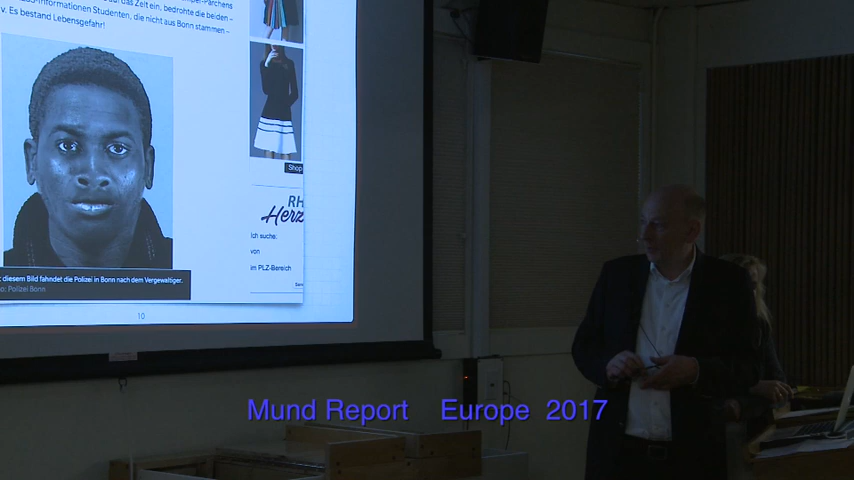 das Zeit ein, bedrohte die beiden –
-Informationen Studenten, die nicht aus Bonn stammen –
v. Es bestand Lebensgefahr!
Shop
RH
Herz
Ich suche:
von
im PLZ-Bereich
t diesem Bild fahndet die Polizei in Bonn nach dem Vergewaltiger.
o: Polizei Bonn.
10
Mund Report Europe 2017